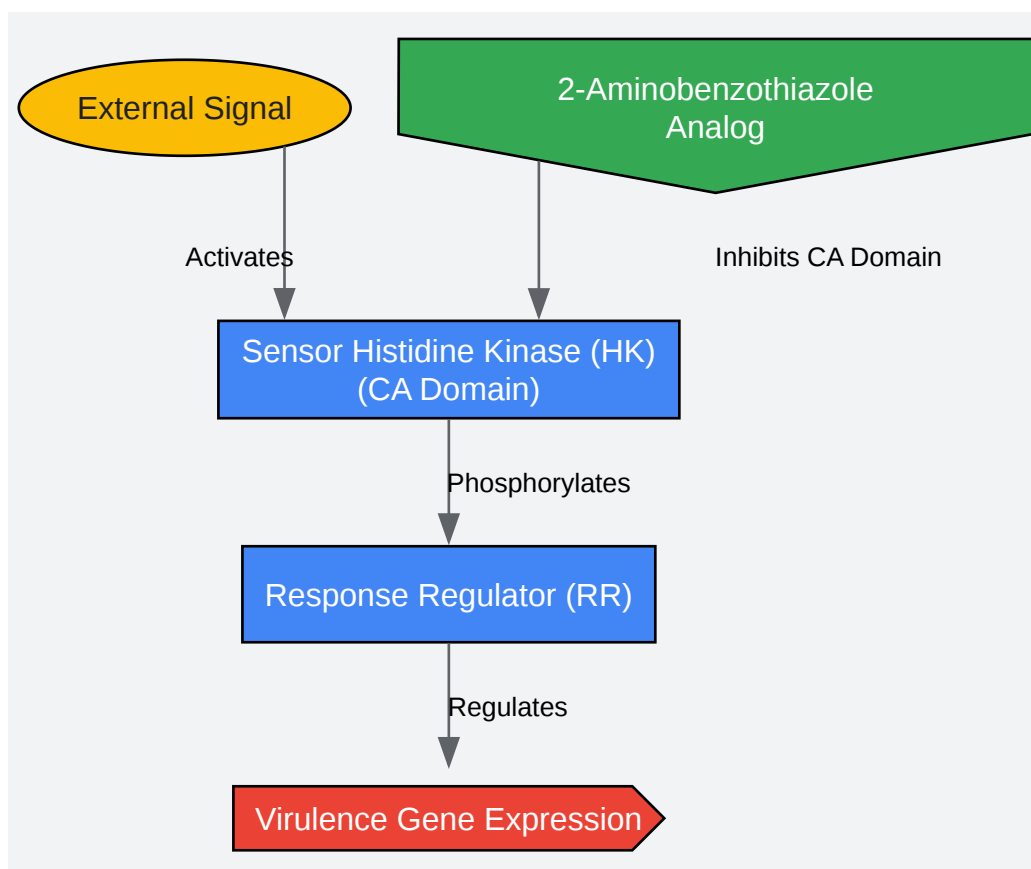 External Signal
2-Aminobenzothiazole
Analog
Activates
Inhibits CA Domain
Sensor Histidine Kinase (HK)
(CA Domain)
Phosphorylates
Response Regulator (RR)
Regulates
Virulence Gene Expression